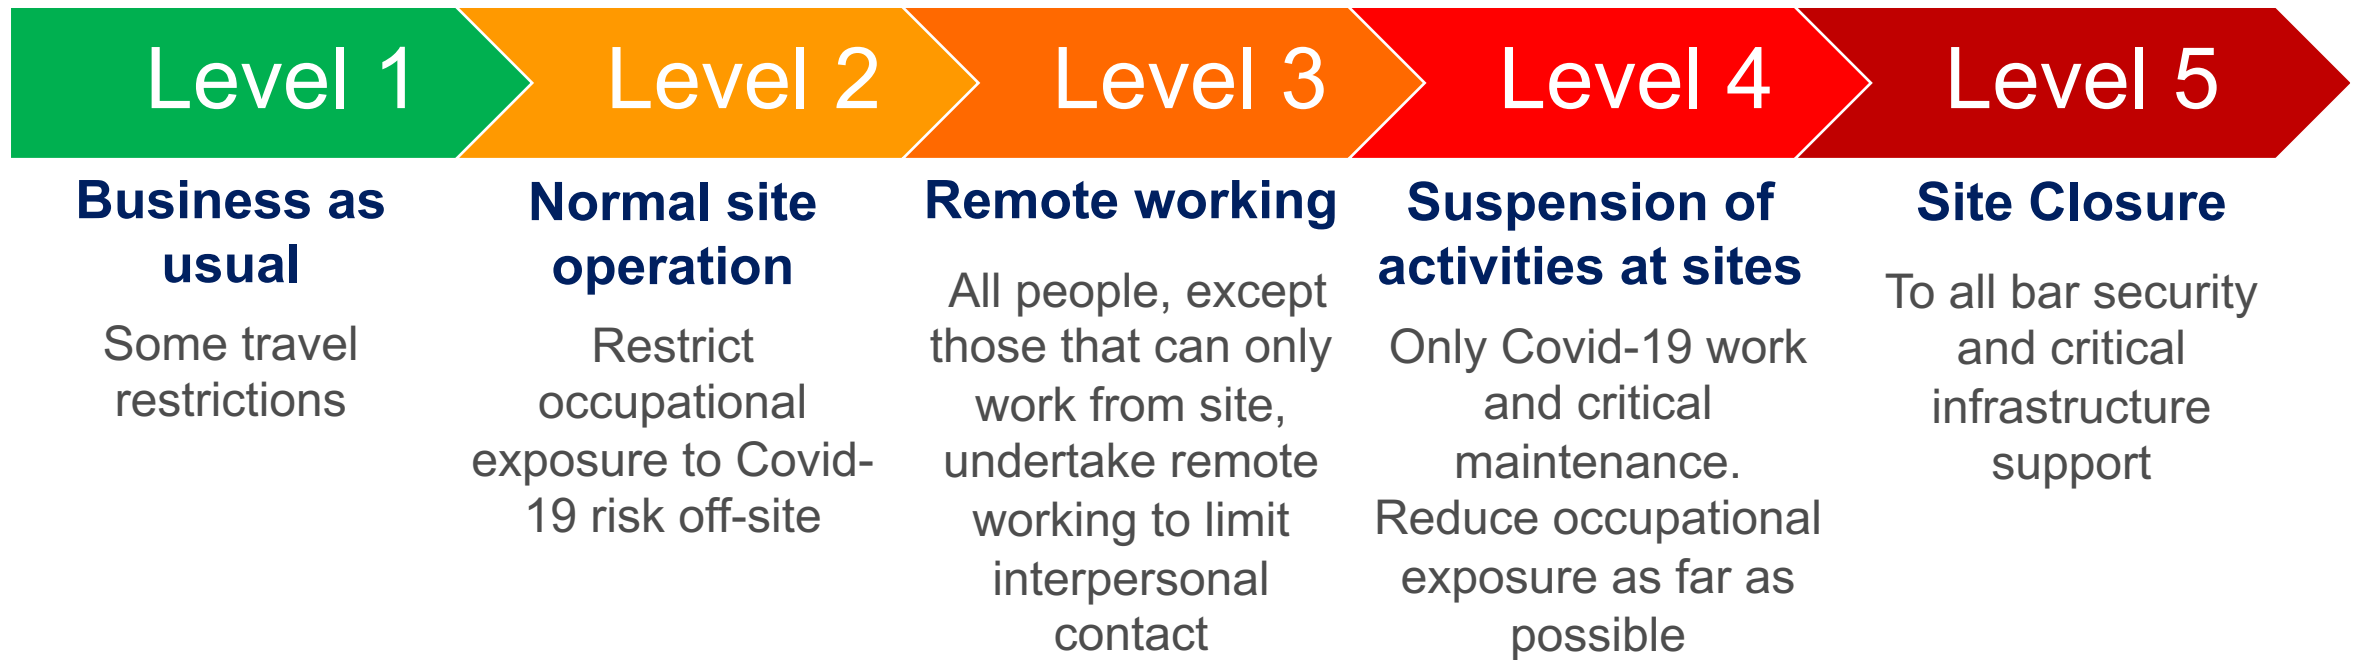 Level 1
Level 2
Level 3
Level 4
Level 5
Business as
usual
Some travel
restrictions
Normal site
operation
Restrict
occupational
exposure to Covid-
19 risk off-site
Remote working
All people, except
those that can only
work from site,
undertake remote
working to limit
interpersonal
contact
Suspension of
activities at sites
Only Covid-19 work
and critical
maintenance.
Reduce occupational
exposure as far as
possible
Site Closure
To all bar security
and critical
infrastructure
support